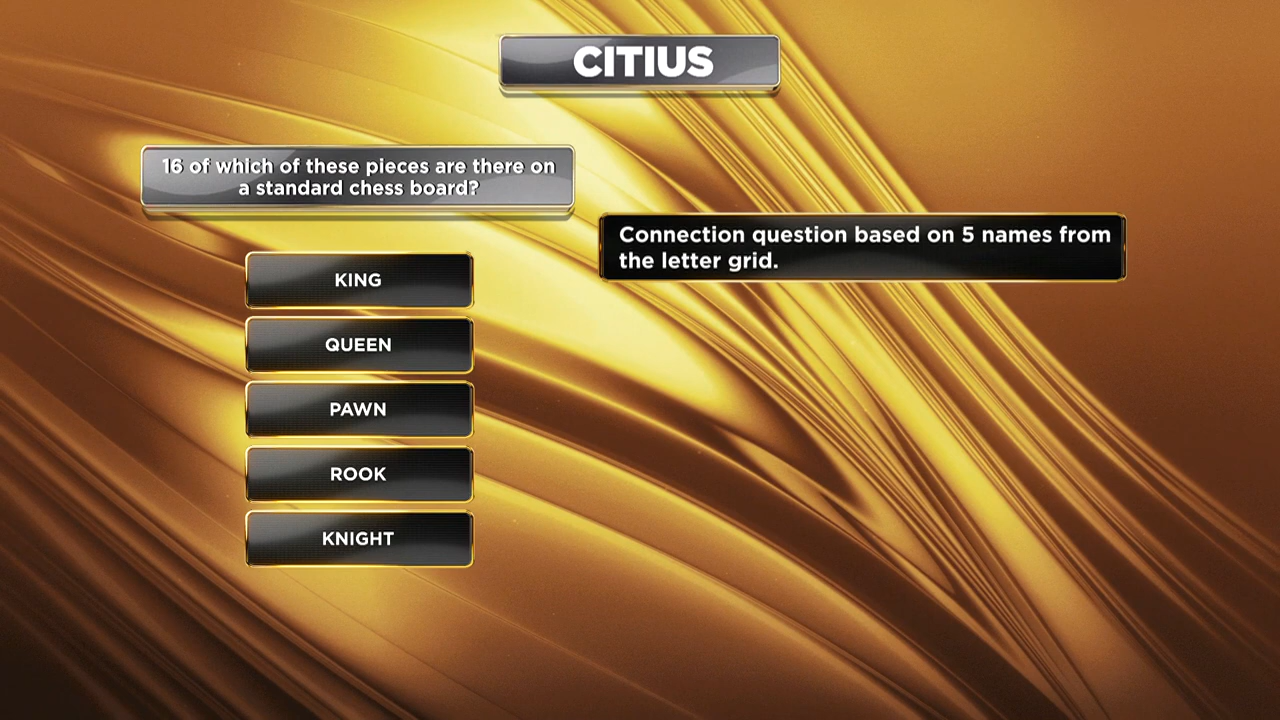 CITIUS
16 of which of these pieces are there on
a standard chess board?
Connection question based on 5 names from
the letter grid.
KING
QUEEN
PAWN
ROOK
KNIGHT